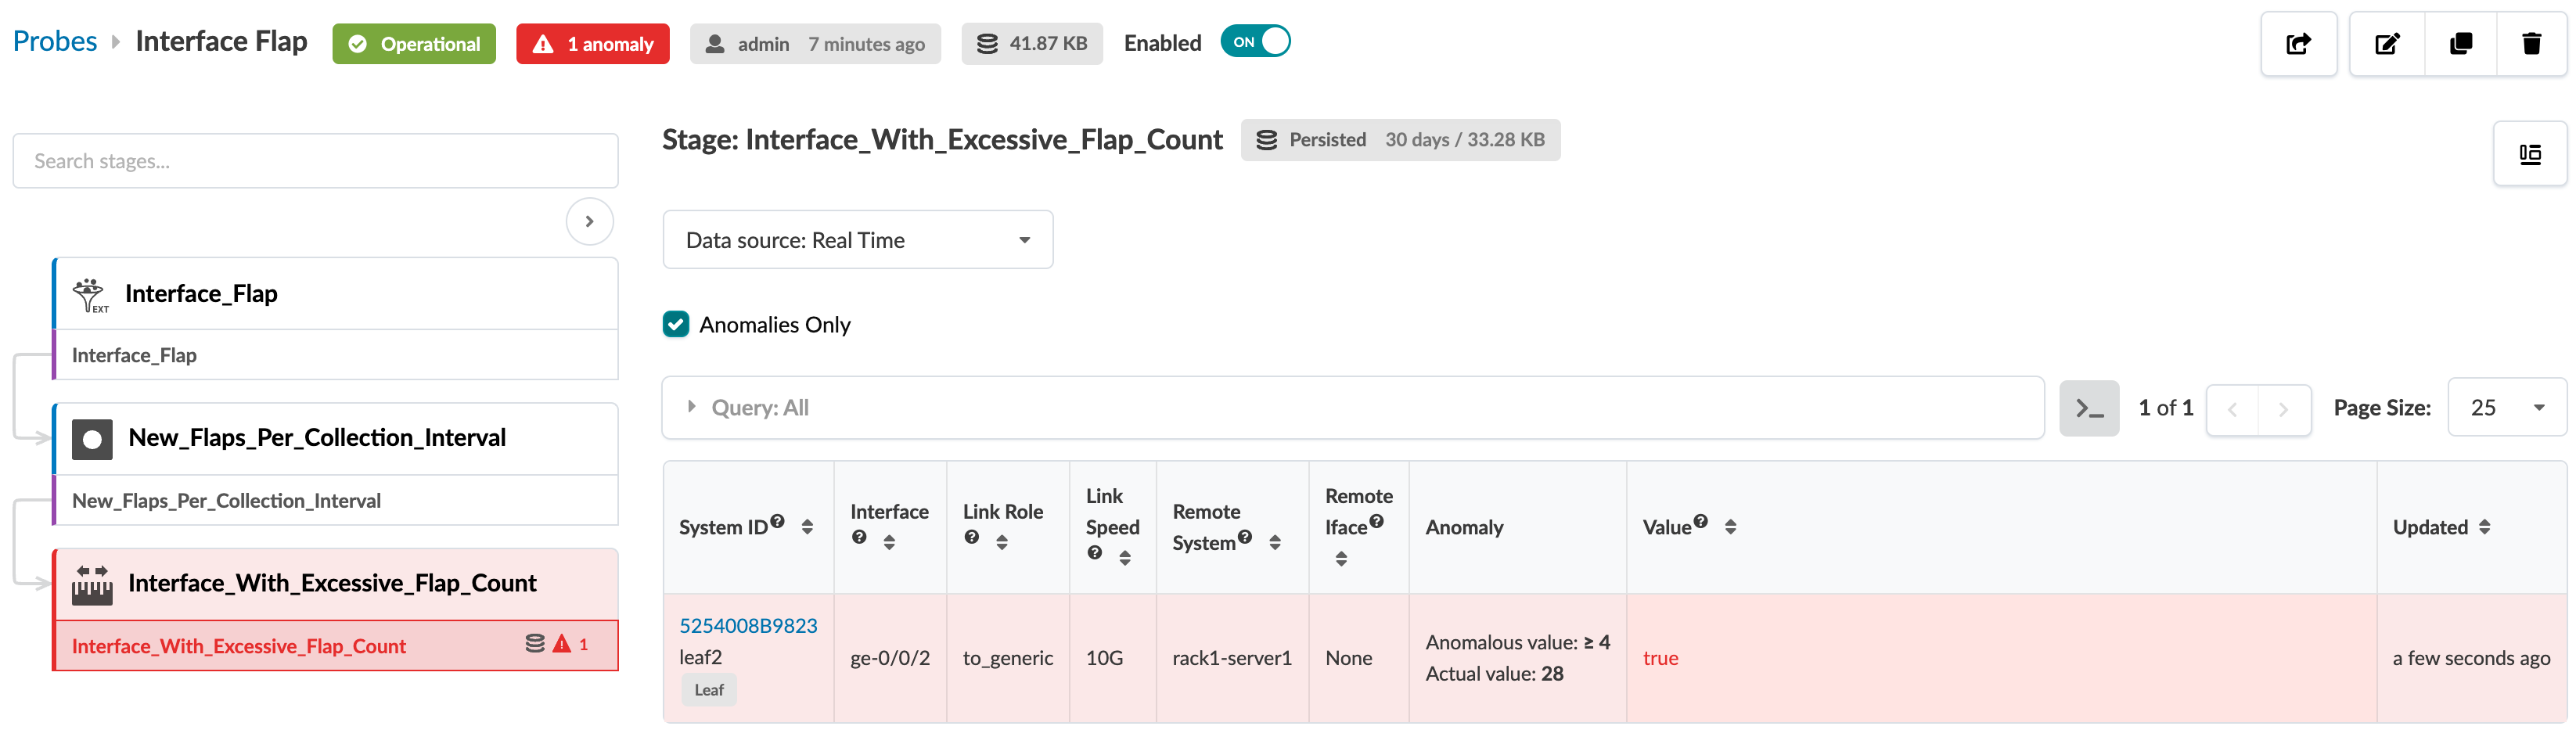 Probes Interface Flap Operational 1 anomaly admin 7 minutes ago 41.87 KB Enabled ON
Search stages...
Interface_Flap
EXT
Interface_Flap
New_Flaps_Per_Collection_Interval
New_Flaps_Per_Collection_Interval
Interface_With_Excessive_Flap_Count
Interface_With_Excessive_Flap_Count 1
Stage: Interface_With_Excessive_Flap_Count Persisted 30 days / 33.28 KB
Data source: Real Time
Anomalies Only
Query: All 1 of 1 Page Size: 25
System ID
Interface
Link Role
Link
Speed
Remote
System
Remote
Iface
Anomaly
Value
Updated
5254008B9823
leaf2
Leaf
ge-0/0/2
to_generic
10G
rack1-server1
None
Anomalous value: ≥ 4
Actual value: 28
true
a few seconds ago